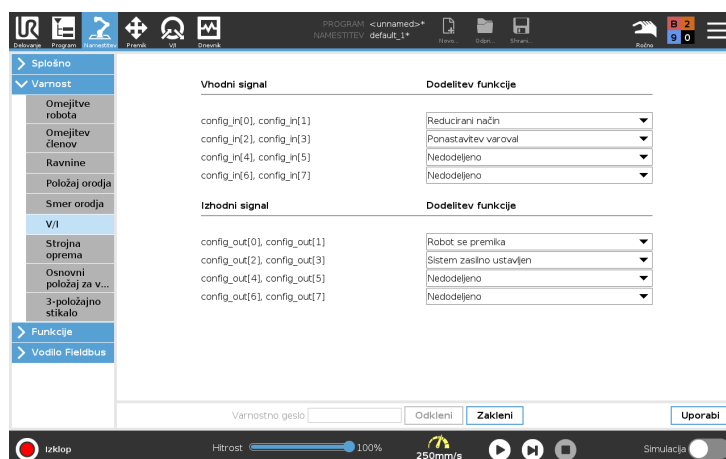 UR
PROGRAM <unnamed>*
NAMESTITEV default_1*
Delovanje Program Namestitev Premik V/I Dnevnik Novo... Odpri... Shrani... Ročno
B 2
9 0
Splošno
Varnost
Omejitve robota
Omejitev členov
Ravnine
Položaj orodja
Smer orodja
V/I
Strojna oprema
Osnovni položaj za v...
3-položajno stikalo
Funkcije
Vodilo Fieldbus
Vhodni signal Dodelitev funkcije
config_in[0], config_in[1] Reducirani način
config_in[2], config_in[3] Ponastavitev varoval
config_in[4], config_in[5] Nedodeljeno
config_in[6], config_in[7] Nedodeljeno
Izhodni signal Dodelitev funkcije
config_out[0], config_out[1] Robot se premika
config_out[2], config_out[3] Sistem zasilno ustavljen
config_out[4], config_out[5] Nedodeljeno
config_out[6], config_out[7] Nedodeljeno
Varnostno geslo Odkleni Zakleni Uporabi
Izklop Hitrost 100% 250mm/s Simulacija